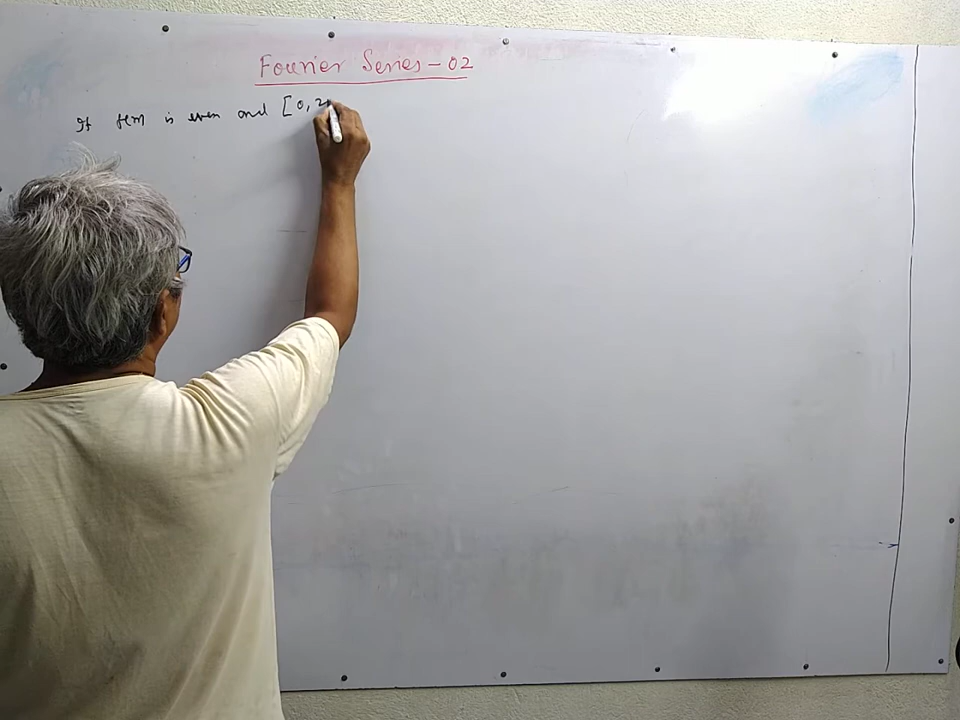 Fourier Series - 02
If f(x) is even and [0, 2